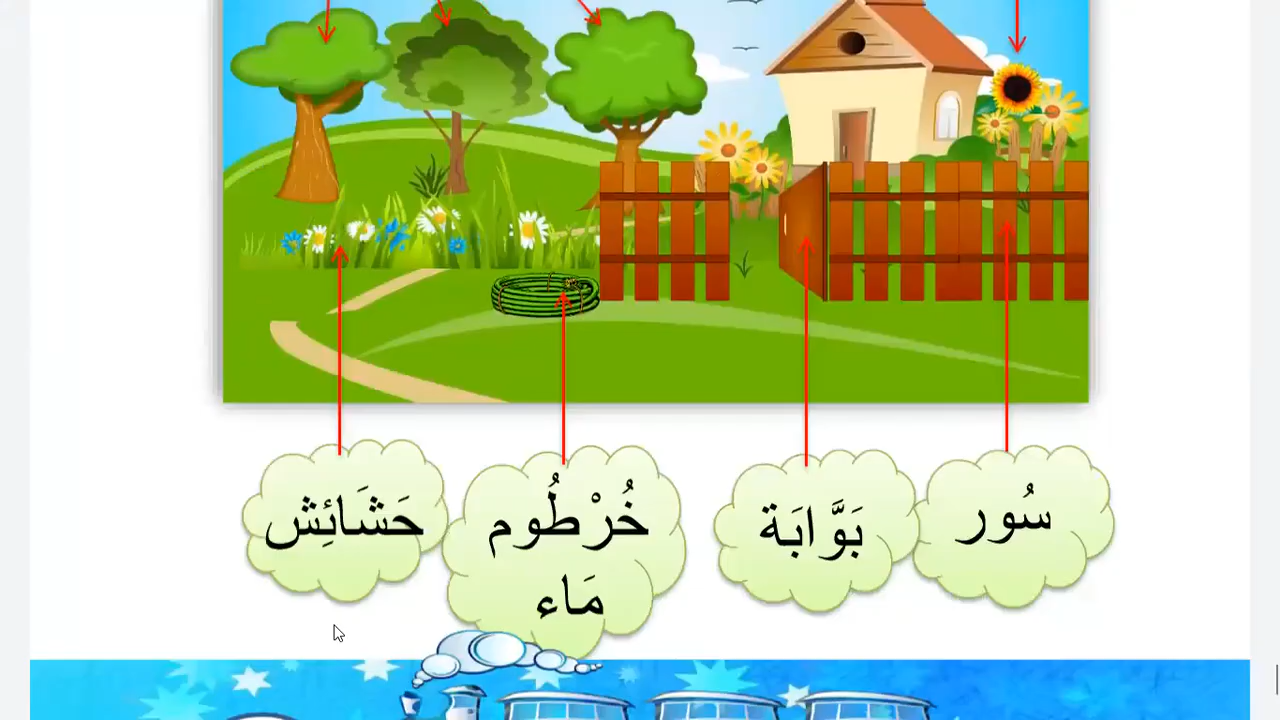 سُور
بَوَّابَة
خُرْطُوم
مَاء
حَشَائِش